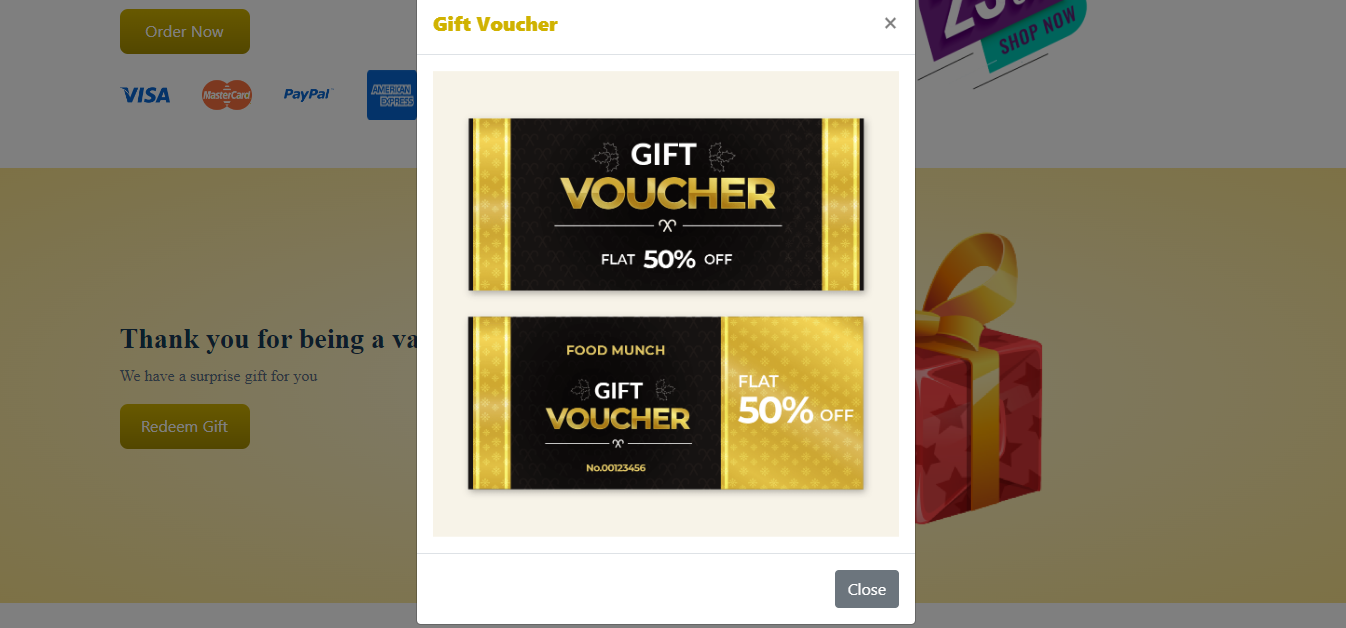 Order Now
VISA
MasterCard
PayPal
AMERICAN
EXPRESS
SHOP NOW
Gift Voucher
×
GIFT
VOUCHER
FLAT 50% OFF
FOOD MUNCH
GIFT
VOUCHER
No.00123456
FLAT
50% OFF
Thank you for being a va
We have a surprise gift for you
Redeem Gift
Close